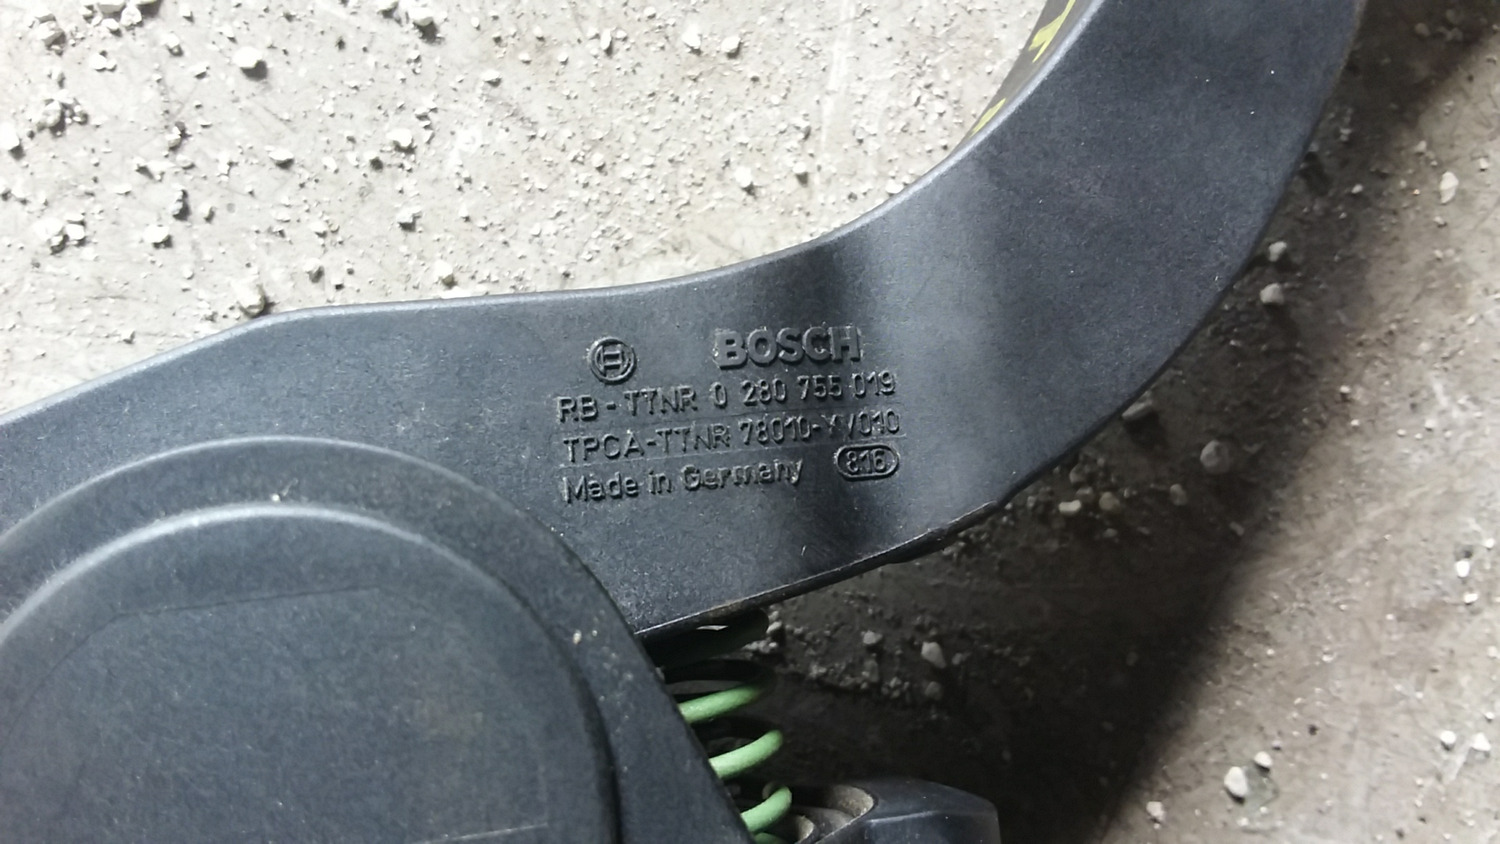 BOSCH
RB-TTNR 0 280 755 019
TPCA-TTNR 78010-YV010
Made in Germany 816